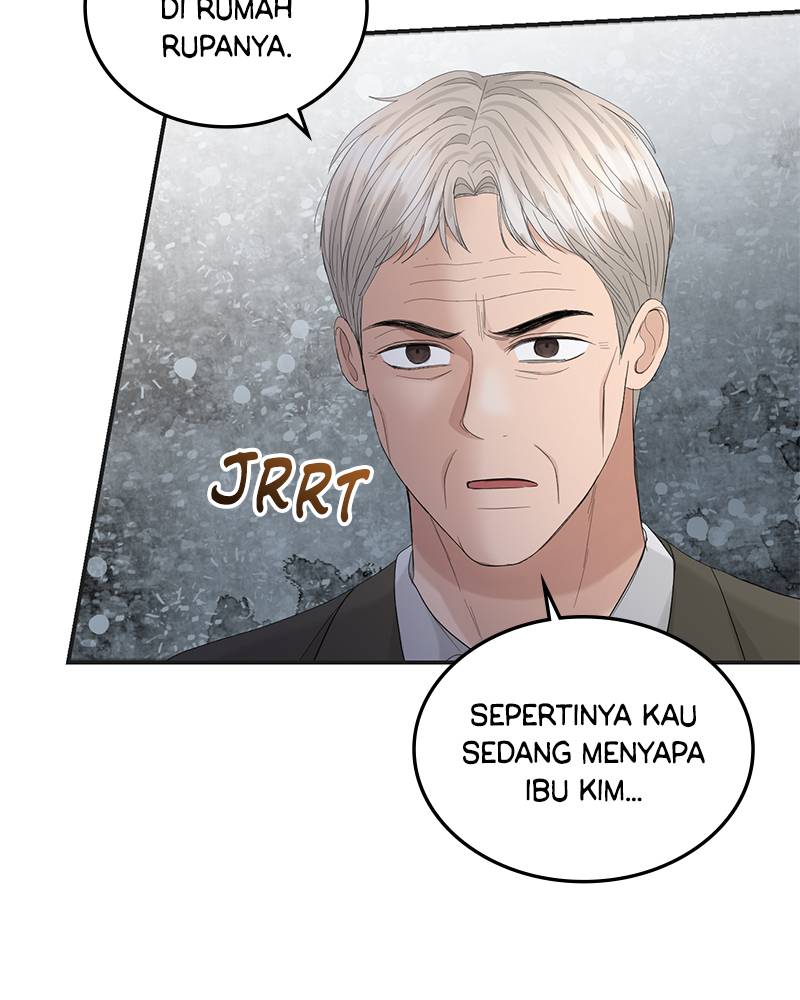 DI RUMAH
RUPANYA.
JRRT
SEPERTINYA KAU
SEDANG MENYAPA
IBU KIM...